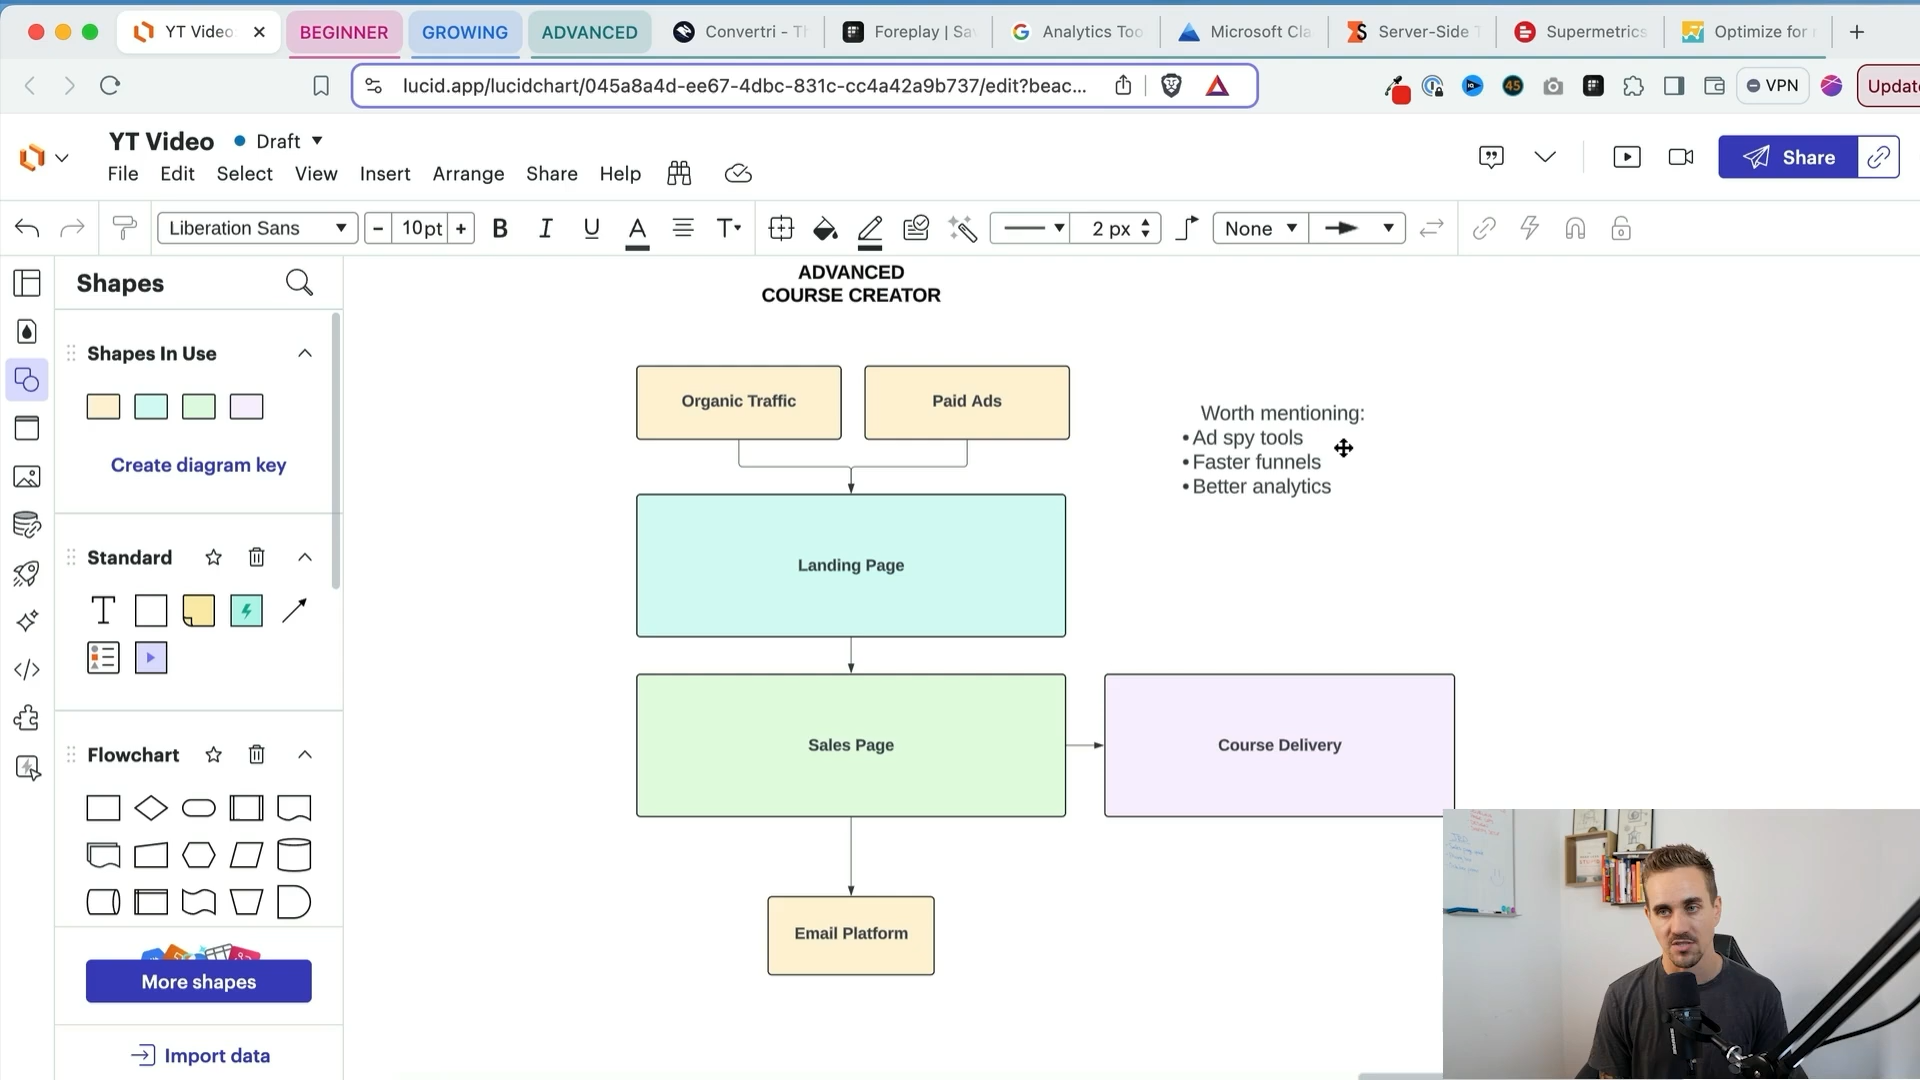 YT Video
BEGINNER
GROWING
ADVANCED
Convertri - Th
Foreplay | Sav
Analytics Too
Microsoft Cla
Server-Side T
Supermetrics
Optimize for
lucid.app/lucidchart/045a8a4d-ee67-4dbc-831c-cc4a42a9b737/edit?beac...
45
VPN
Update
YT Video
Draft
Share
File
Edit
Select
View
Insert
Arrange
Share
Help
Liberation Sans
- 10pt +
B
I
U
A
T
2 px
None
Shapes
Shapes In Use
Create diagram key
Standard
T
Flowchart
More shapes
Import data
ADVANCED
COURSE CREATOR
Organic Traffic
Paid Ads
Worth mentioning:
• Ad spy tools
• Faster funnels
• Better analytics
Landing Page
Sales Page
Course Delivery
Email Platform